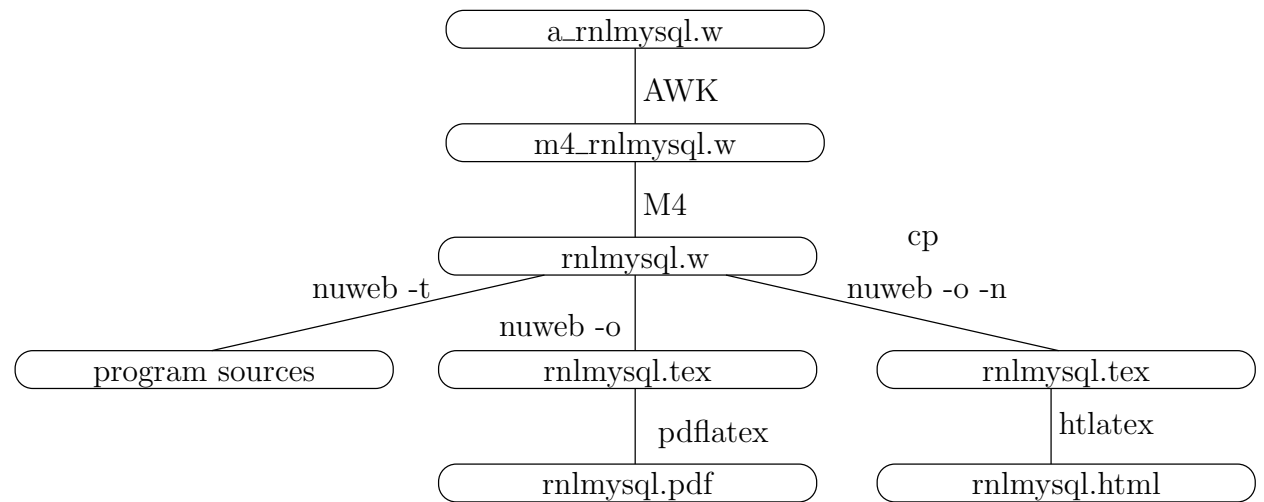 a_rnlmysql.w
AWK
m4_rnlmysql.w
M4
cp
rnlmysql.w
nuweb -t
nuweb -o -n
nuweb -o
program sources
rnlmysql.tex
rnlmysql.tex
pdflatex
htlatex
rnlmysql.pdf
rnlmysql.html